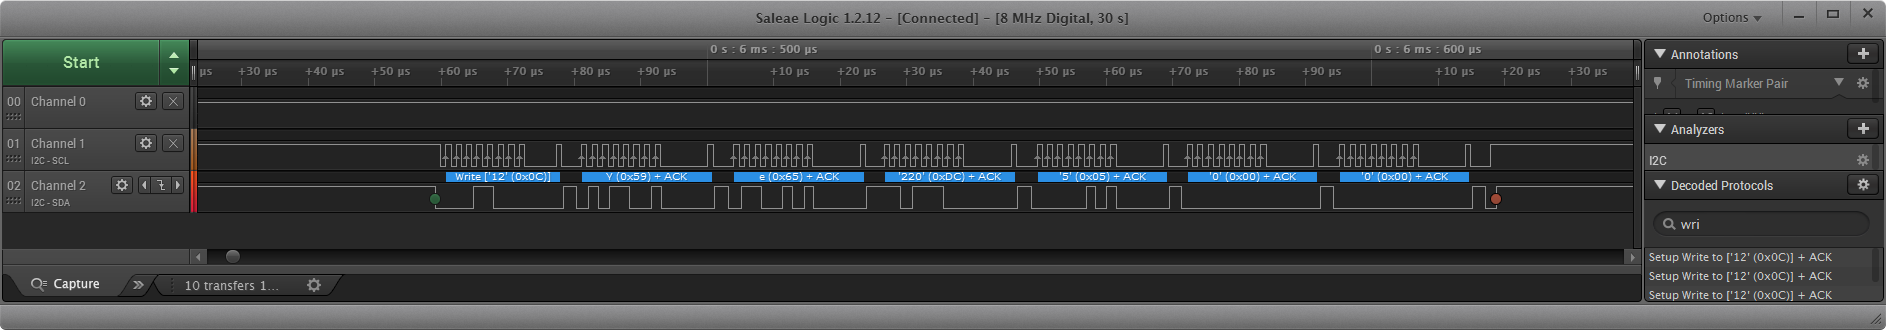 Saleae Logic 1.2.12 - [Connected] - [8 MHz Digital, 30 s]
Options
Start
0 s : 6 ms : 500 µs
0 s : 6 ms : 600 µs
µs +30 µs +40 µs +50 µs +60 µs +70 µs +80 µs +90 µs +10 µs +20 µs +30 µs +40 µs +50 µs +60 µs +70 µs +80 µs +90 µs +10 µs +20 µs +30 µs
00 Channel 0
01 Channel 1
I2C - SCL
02 Channel 2
I2C - SDA
Write ['12' (0x0C)] Y (0x59) + ACK e (0x65) + ACK '220' (0xDC) + ACK '5' (0x05) + ACK '0' (0x00) + ACK '0' (0x00) + ACK
Capture
10 transfers 1...
Annotations
Timing Marker Pair
Analyzers
I2C
Decoded Protocols
wri
Setup Write to ['12' (0x0C)] + ACK
Setup Write to ['12' (0x0C)] + ACK
Setup Write to ['12' (0x0C)] + ACK